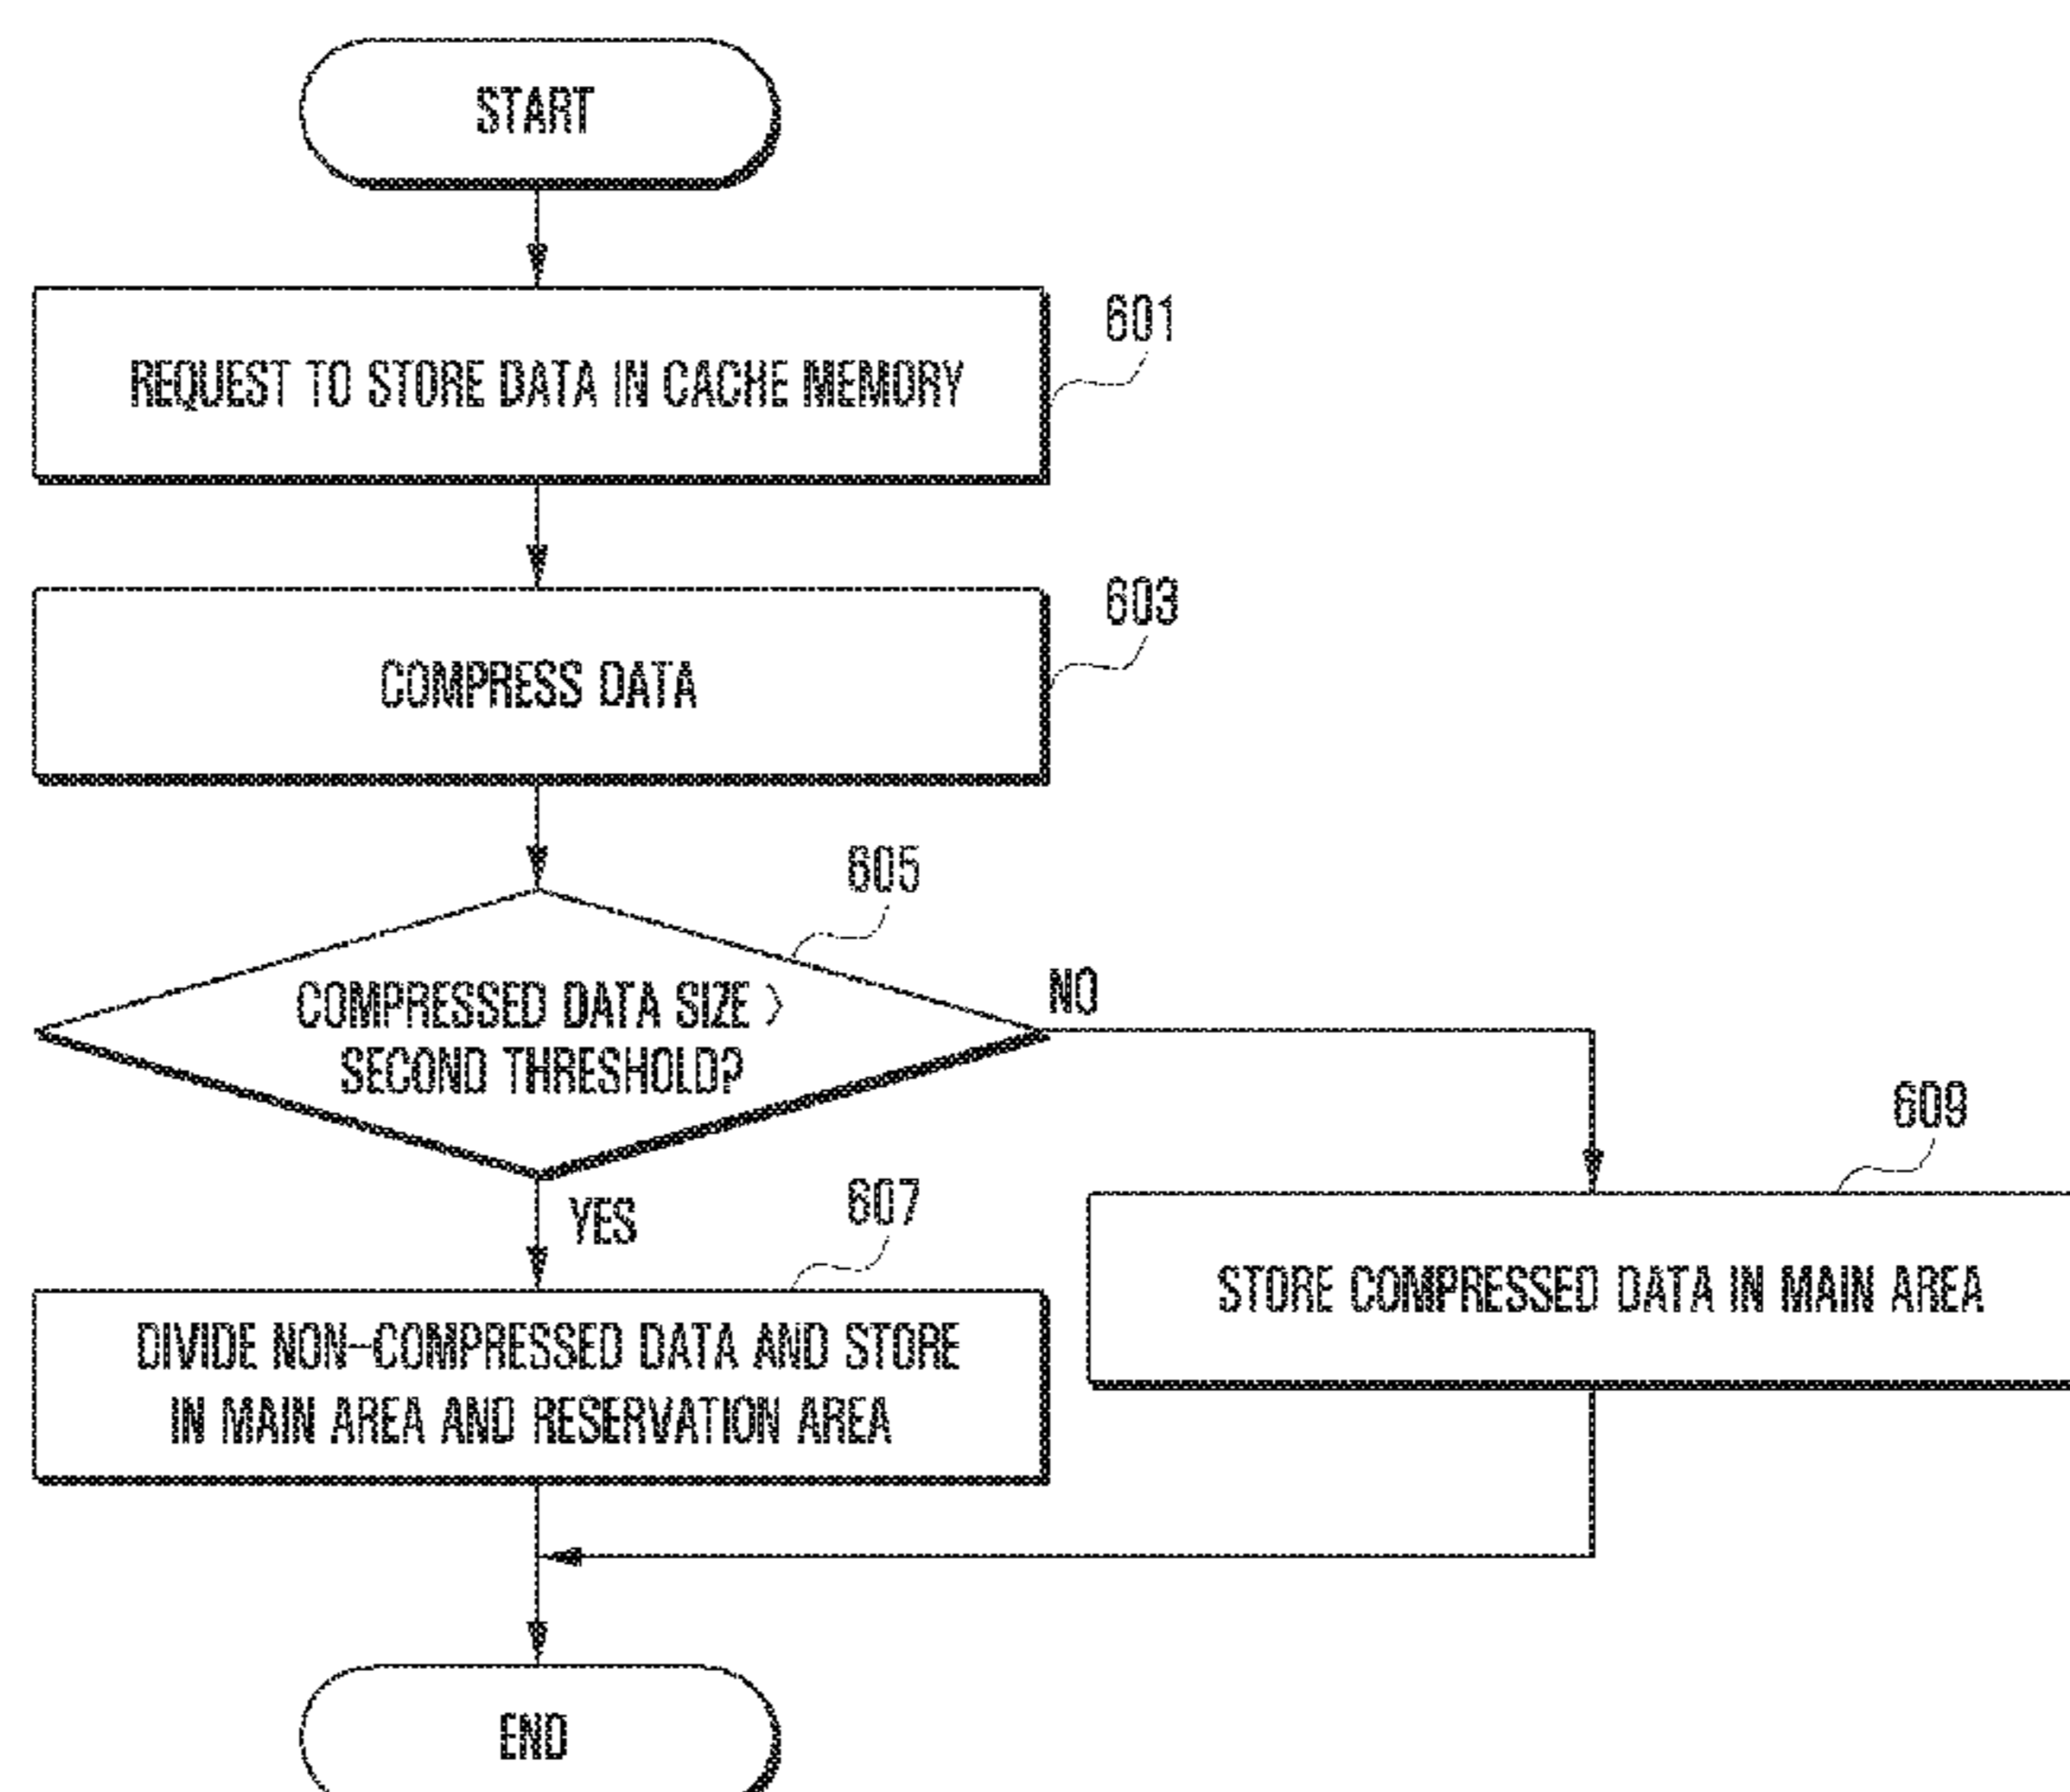 START
601
REQUEST TO STORE DATA IN CACHE MEMORY
603
COMPRESS DATA
605
COMPRESSED DATA SIZE >
SECOND THRESHOLD?
NO
YES
607
609
DIVIDE NON-COMPRESSED DATA AND STORE
IN MAIN AREA AND RESERVATION AREA
STORE COMPRESSED DATA IN MAIN AREA
END